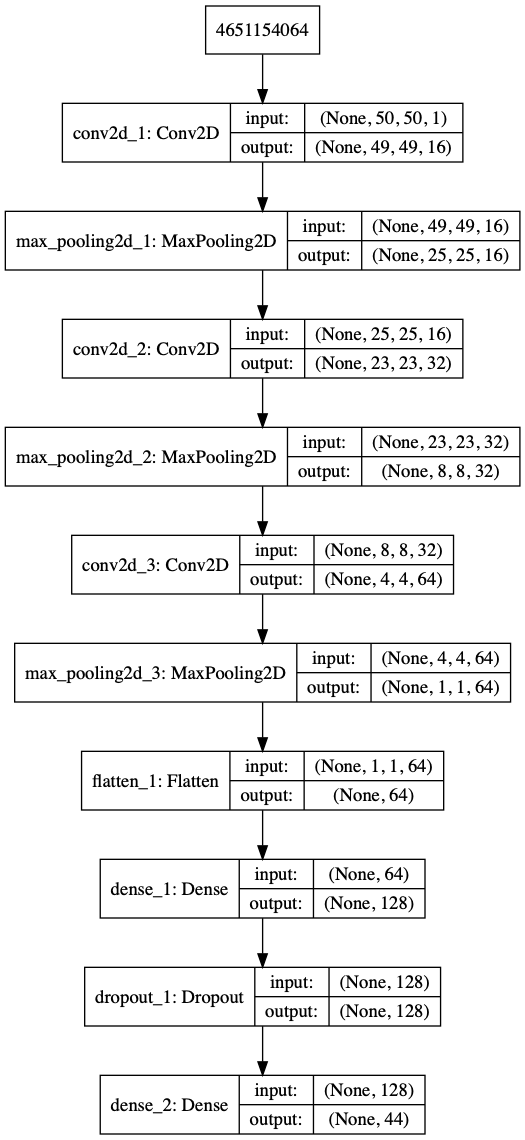 4651154064
conv2d_1: Conv2D
input:
(None, 50, 50, 1)
output:
(None, 49, 49, 16)
max_pooling2d_1: MaxPooling2D
input:
(None, 49, 49, 16)
output:
(None, 25, 25, 16)
conv2d_2: Conv2D
input:
(None, 25, 25, 16)
output:
(None, 23, 23, 32)
max_pooling2d_2: MaxPooling2D
input:
(None, 23, 23, 32)
output:
(None, 8, 8, 32)
conv2d_3: Conv2D
input:
(None, 8, 8, 32)
output:
(None, 4, 4, 64)
max_pooling2d_3: MaxPooling2D
input:
(None, 4, 4, 64)
output:
(None, 1, 1, 64)
flatten_1: Flatten
input:
(None, 1, 1, 64)
output:
(None, 64)
dense_1: Dense
input:
(None, 64)
output:
(None, 128)
dropout_1: Dropout
input:
(None, 128)
output:
(None, 128)
dense_2: Dense
input:
(None, 128)
output:
(None, 44)